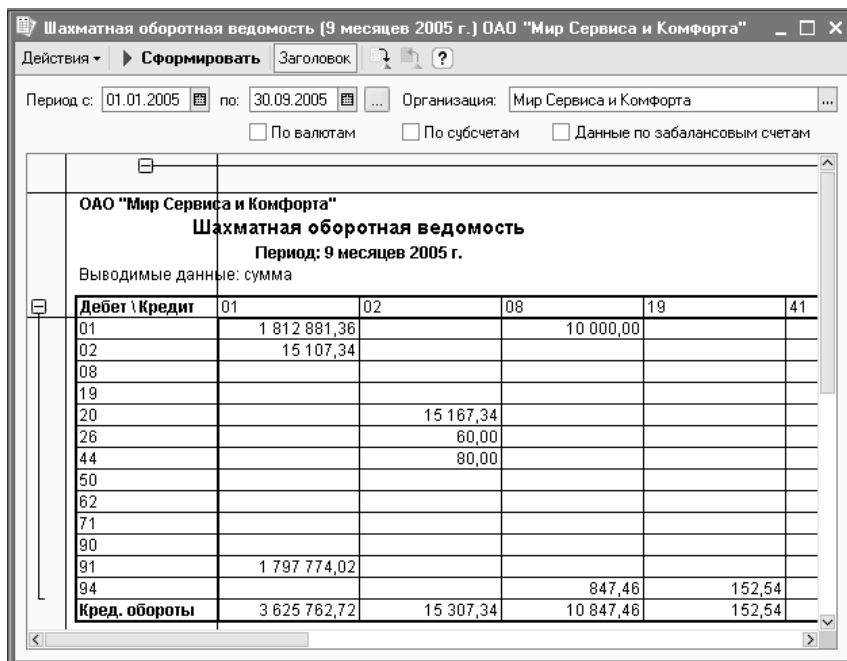 Шахматная оборотная ведомость (9 месяцев 2005 г.) ОАО "Мир Сервиса и Комфорта"
Действия Сформировать Заголовок ?
Период с: 01.01.2005 по: 30.09.2005 ... Организация: Мир Сервиса и Комфорта ...
По валютам По субсчетам Данные по забалансовым счетам
ОАО "Мир Сервиса и Комфорта"
Шахматная оборотная ведомость
Период: 9 месяцев 2005 г.
Выводимые данные: сумма
Дебет \ Кредит 01 02 08 19 41
01 1 812 881,36 10 000,00
02 15 107,34
08
19
20 15 167,34
26 60,00
44 80,00
50
62
71
90
91 1 797 774,02
94 847,46 152,54
Кред. обороты 3 625 762,72 15 307,34 10 847,46 152,54